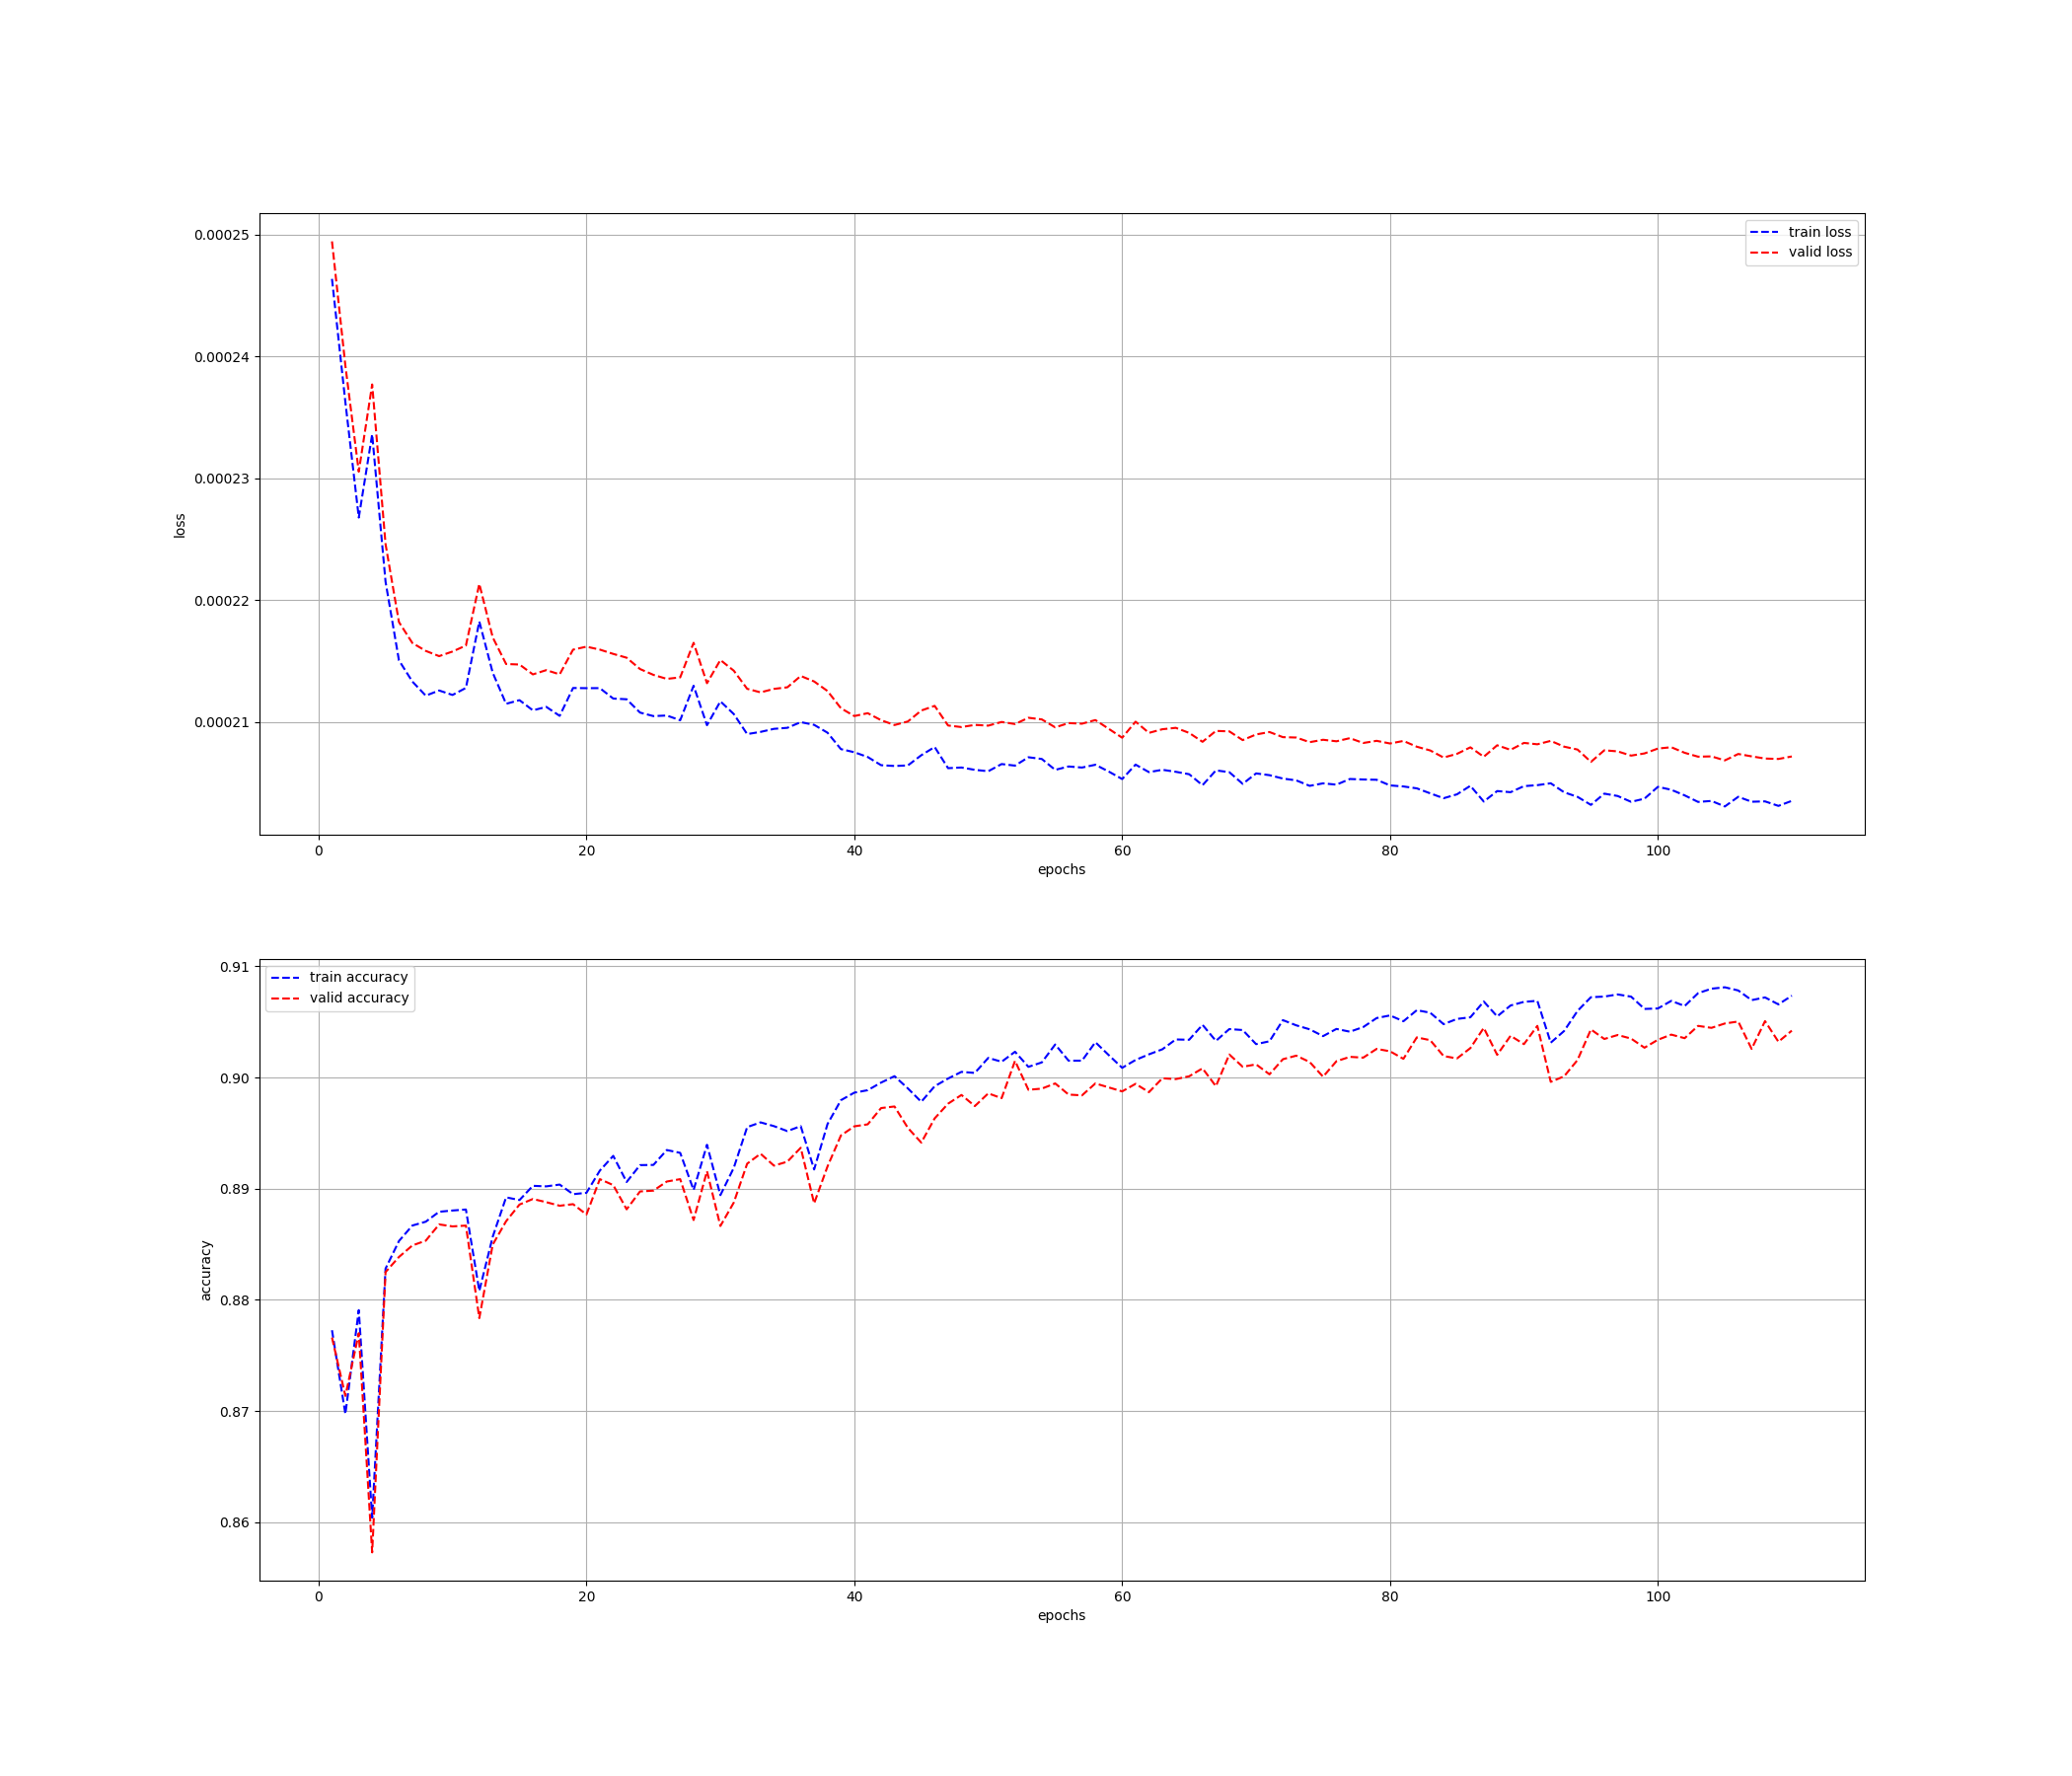 train loss
valid loss
0.00025
0.00024
0.00023
0.00022
0.00021
loss
0 20 40 60 80 100
epochs
train accuracy
valid accuracy
0.91
0.90
0.89
0.88
0.87
0.86
accuracy
0 20 40 60 80 100
epochs